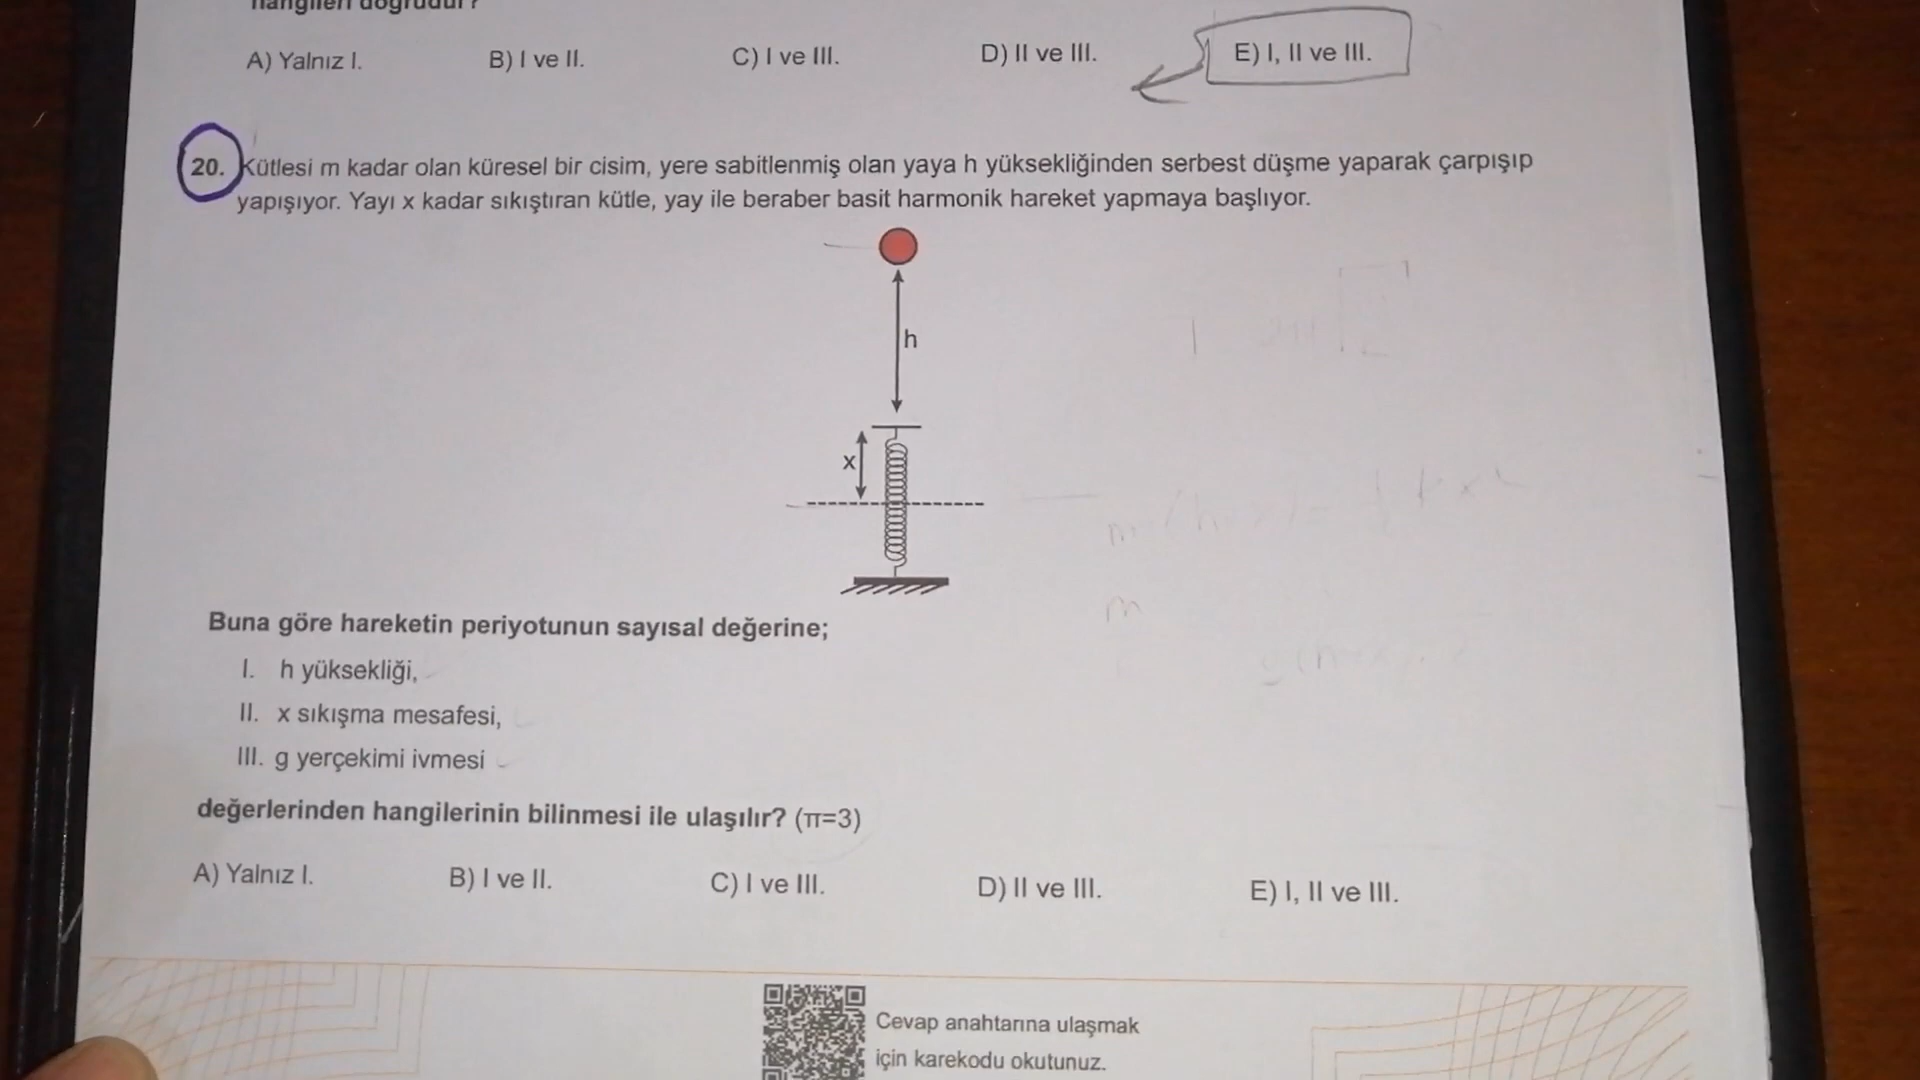 hangileri doğrudur?
A) Yalnız I. B) I ve II. C) I ve III. D) II ve III. E) I, II ve III.
20. Kütlesi m kadar olan küresel bir cisim, yere sabitlenmiş olan yaya h yüksekliğinden serbest düşme yaparak çarpışıp
yapışıyor. Yayı x kadar sıkıştıran kütle, yay ile beraber basit harmonik hareket yapmaya başlıyor.
h
x
Buna göre hareketin periyotunun sayısal değerine;
I. h yüksekliği,
II. x sıkışma mesafesi,
III. g yerçekimi ivmesi
değerlerinden hangilerinin bilinmesi ile ulaşılır? (π=3)
A) Yalnız I. B) I ve II. C) I ve III. D) II ve III. E) I, II ve III.
Cevap anahtarına ulaşmak
için karekodu okutunuz.